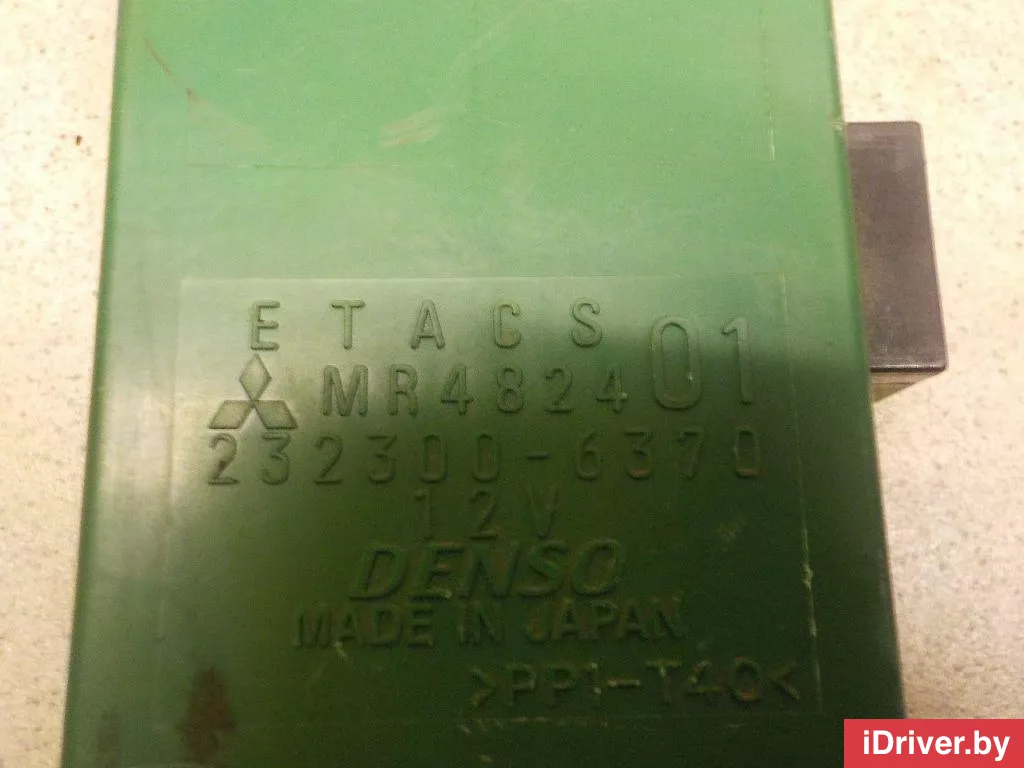 ETACS
MR482401
232300-6370
12V
DENSO
MADE IN JAPAN
>PP1-T40<
iDriver.by